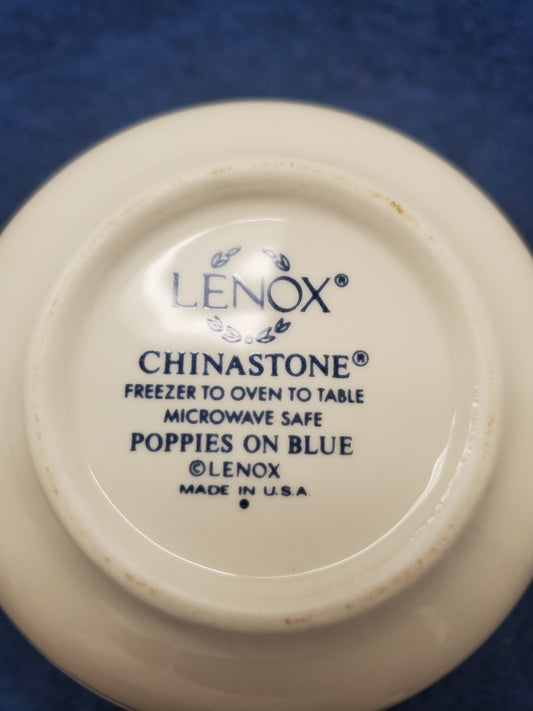 LENOX®
CHINASTONE®
FREEZER TO OVEN TO TABLE
MICROWAVE SAFE
POPPIES ON BLUE
©LENOX
MADE IN U.S.A.